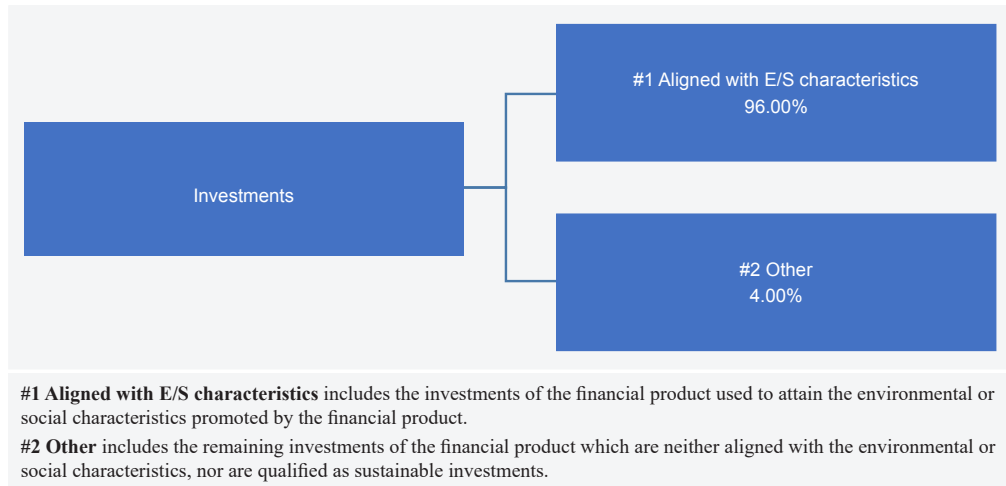 #1 Aligned with E/S characteristics
96.00%
Investments
#2 Other
4.00%
#1 Aligned with E/S characteristics includes the investments of the financial product used to attain the environmental or
social characteristics promoted by the financial product.
#2 Other includes the remaining investments of the financial product which are neither aligned with the environmental or
social characteristics, nor are qualified as sustainable investments.